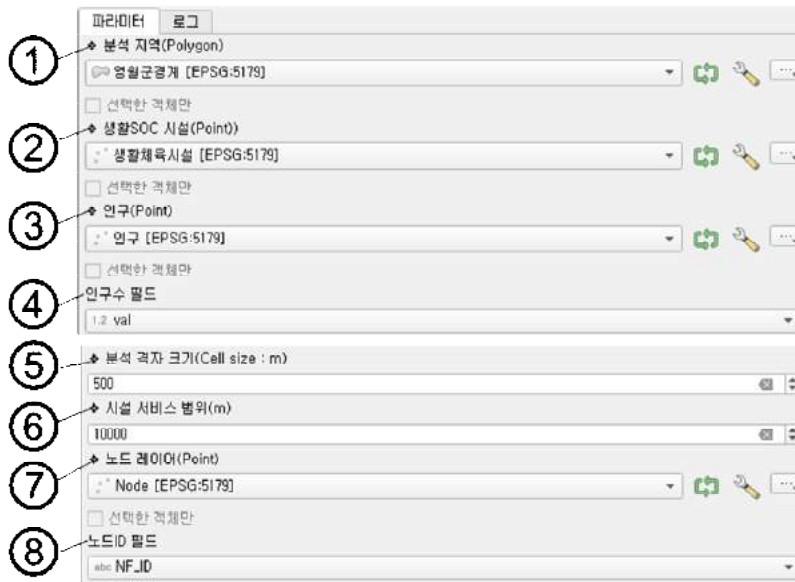 파라미터 로그
① ❖ 분석 지역(Polygon)
영월군경계 [EPSG:5179]
선택한 객체만
② ❖ 생활SOC 시설(Point))
생활체육시설 [EPSG:5179]
선택한 객체만
③ ❖ 인구(Point)
인구 [EPSG:5179]
선택한 객체만
④ 인구수 필드
1.2 val
⑤ ❖ 분석 격자 크기(Cell size : m)
500
⑥ ❖ 시설 서비스 범위(m)
10000
⑦ ❖ 노드 레이어(Point)
Node [EPSG:5179]
선택한 객체만
⑧ 노드ID 필드
abc NF_ID